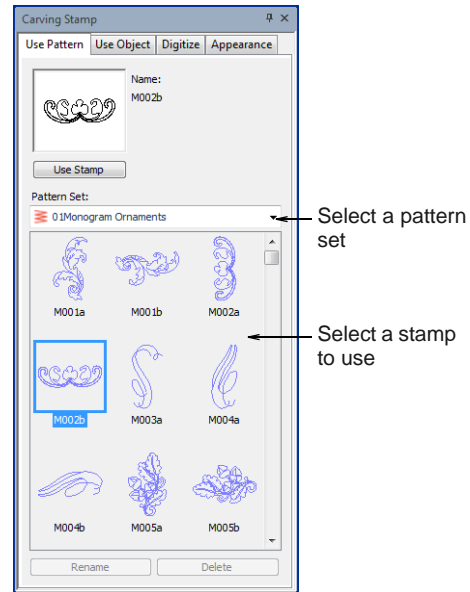 Carving Stamp
Use Pattern Use Object Digitize Appearance
Name:
M002b
Use Stamp
Pattern Set:
01Monogram Ornaments
Select a pattern
set
M001a M001b M002a
Select a stamp
to use
M002b M003a M004a
M004b M005a M005b
Rename Delete